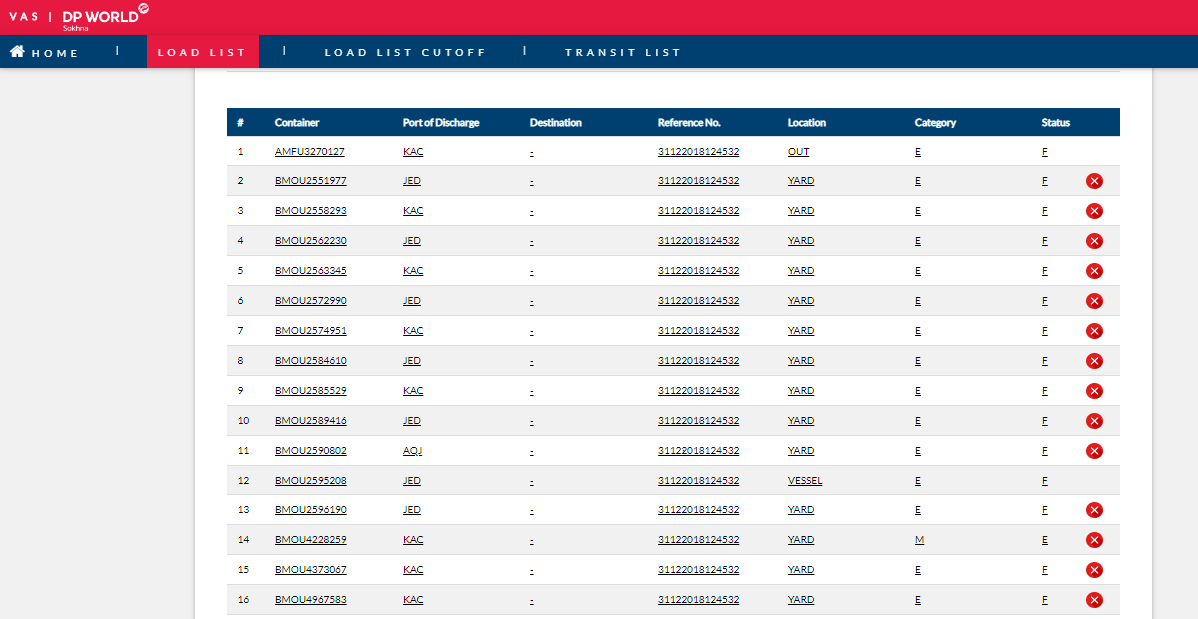 VAS | DP WORLD
Sokhna
HOME | LOAD LIST | LOAD LIST CUTOFF | TRANSIT LIST
# Container Port of Discharge Destination Reference No. Location Category Status
1 AMFU3270127 KAC - 31122018124532 OUT E F
2 BMOU2551977 JED - 31122018124532 YARD E F
3 BMOU2558293 KAC - 31122018124532 YARD E F
4 BMOU2562230 JED - 31122018124532 YARD E F
5 BMOU2563345 KAC - 31122018124532 YARD E F
6 BMOU2572990 JED - 31122018124532 YARD E F
7 BMOU2574951 KAC - 31122018124532 YARD E F
8 BMOU2584610 JED - 31122018124532 YARD E F
9 BMOU2585529 KAC - 31122018124532 YARD E F
10 BMOU2589416 JED - 31122018124532 YARD E F
11 BMOU2590802 AQJ - 31122018124532 YARD E F
12 BMOU2595208 JED - 31122018124532 VESSEL E F
13 BMOU2596190 JED - 31122018124532 YARD E F
14 BMOU4228259 KAC - 31122018124532 YARD M E
15 BMOU4373067 KAC - 31122018124532 YARD E F
16 BMOU4967583 KAC - 31122018124532 YARD E F